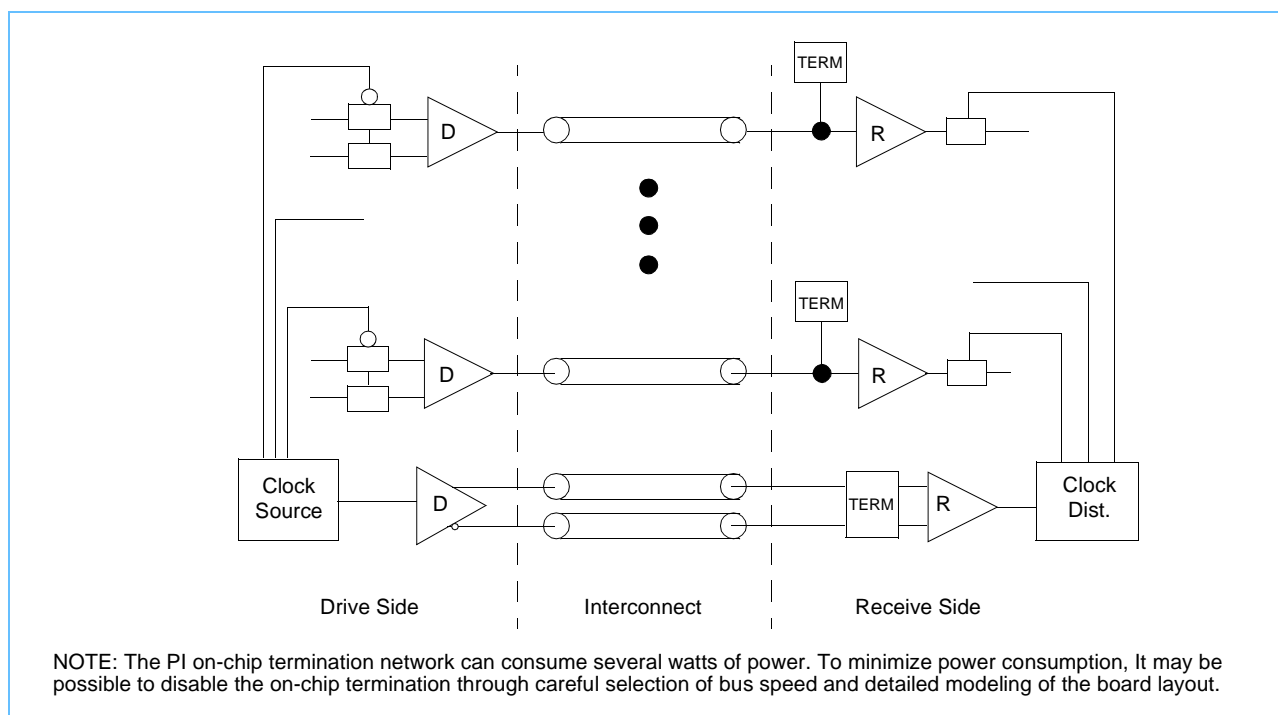 TERM
D
R
TERM
D
R
Clock
Source
D
TERM
R
Clock
Dist.
Drive Side
Interconnect
Receive Side
NOTE: The PI on-chip termination network can consume several watts of power. To minimize power consumption, It may be
possible to disable the on-chip termination through careful selection of bus speed and detailed modeling of the board layout.